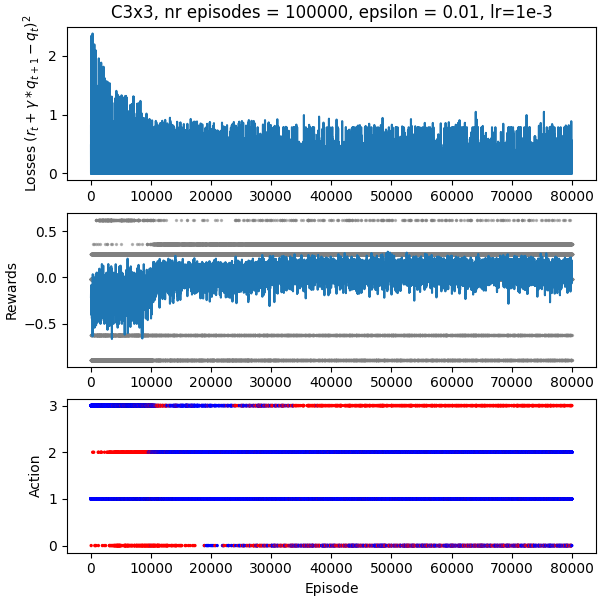 C3x3, nr episodes = 100000, epsilon = 0.01, lr=1e-3
Losses $(r_t + \gamma * q_{t+1} - q_t)^2$
2
1
0
0 10000 20000 30000 40000 50000 60000 70000 80000
Rewards
0.5
0.0
−0.5
0 10000 20000 30000 40000 50000 60000 70000 80000
Action
3
2
1
0
0 10000 20000 30000 40000 50000 60000 70000 80000
Episode